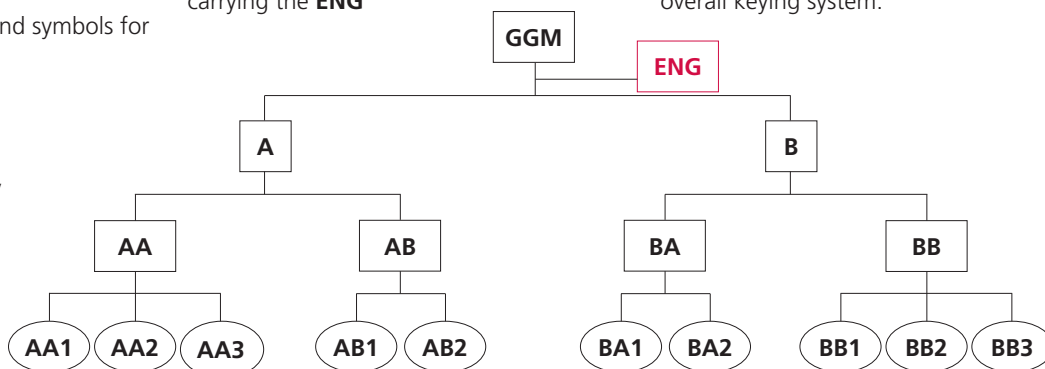 nd symbols for
carrying the ENG
overall keying system.
GGM
ENG
A
B
AA
AB
BA
BB
AA1 AA2 AA3 AB1 AB2 BA1 BA2 BB1 BB2 BB3